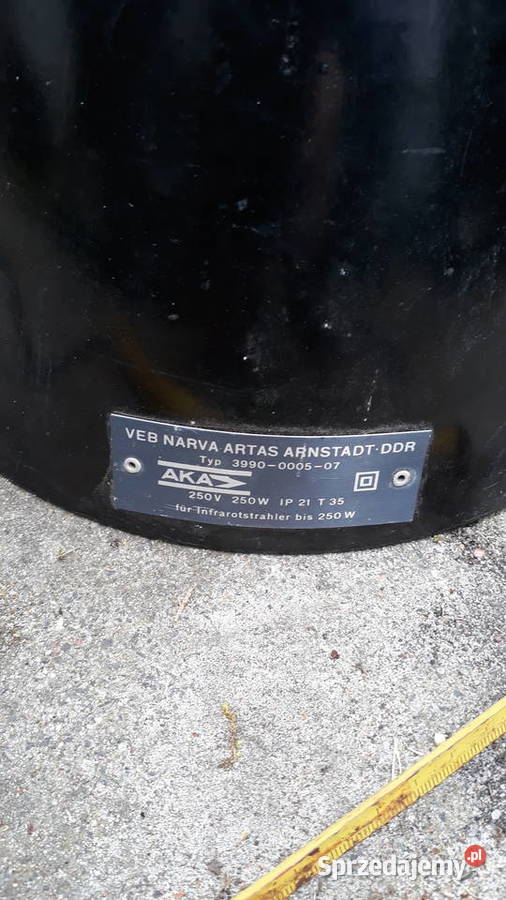 VEB NARVA·ARTAS ARNSTADT·DDR
Typ 3990-0005-07
AKA
250V 250W IP 21 T 35
für Infrarotstrahler bis 250W
Sprzedajemy.pl